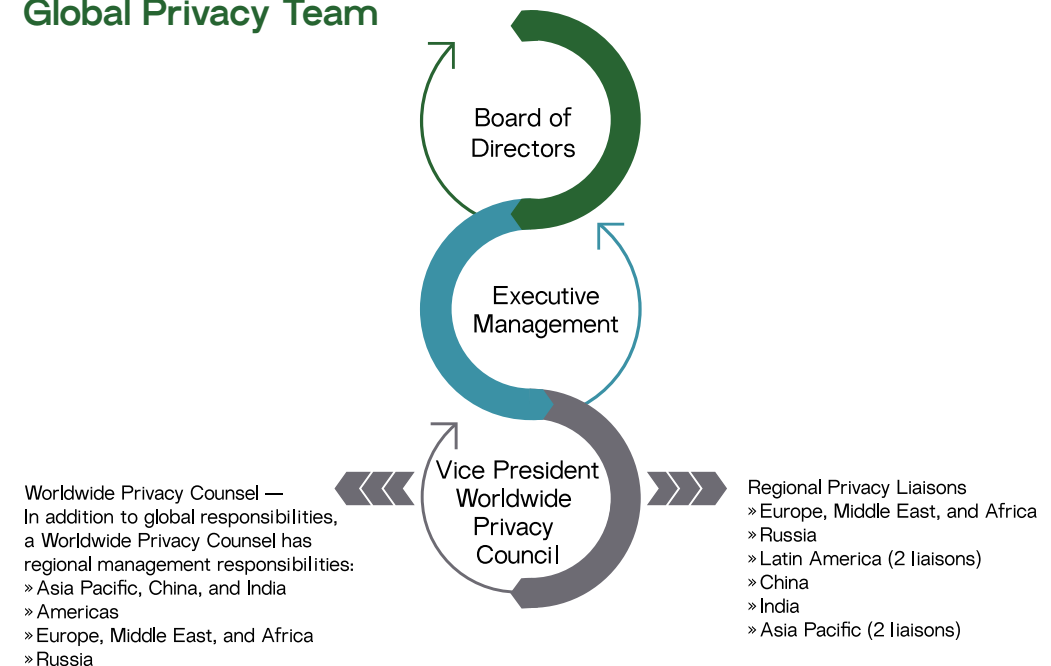 Global Privacy Team
Board of
Directors
Executive
Management
Vice President
Worldwide
Privacy
Council
Worldwide Privacy Counsel —
In addition to global responsibilities,
a Worldwide Privacy Counsel has
regional management responsibilities:
» Asia Pacific, China, and India
» Americas
» Europe, Middle East, and Africa
» Russia
Regional Privacy Liaisons
» Europe, Middle East, and Africa
» Russia
» Latin America (2 liaisons)
» China
» India
» Asia Pacific (2 liaisons)